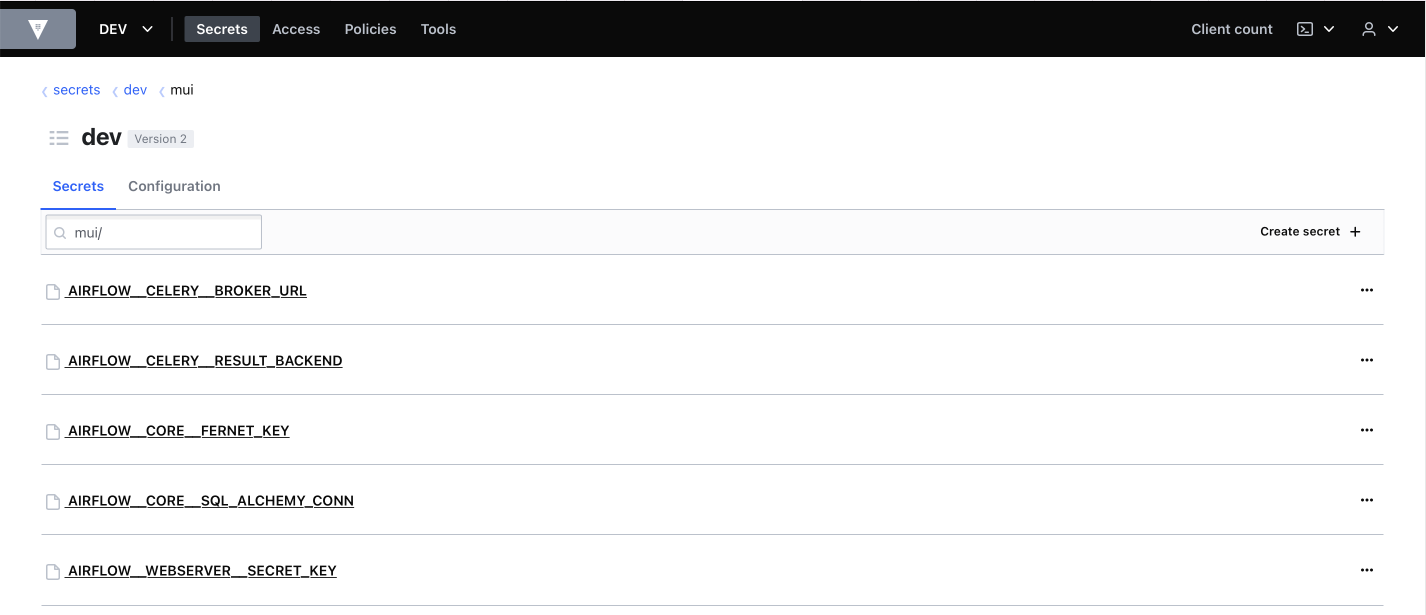 DEV Secrets Access Policies Tools Client count
secrets dev mui
dev Version 2
Secrets Configuration
mui/ Create secret +
AIRFLOW__CELERY__BROKER_URL
AIRFLOW__CELERY__RESULT_BACKEND
AIRFLOW__CORE__FERNET_KEY
AIRFLOW__CORE__SQL_ALCHEMY_CONN
AIRFLOW__WEBSERVER__SECRET_KEY